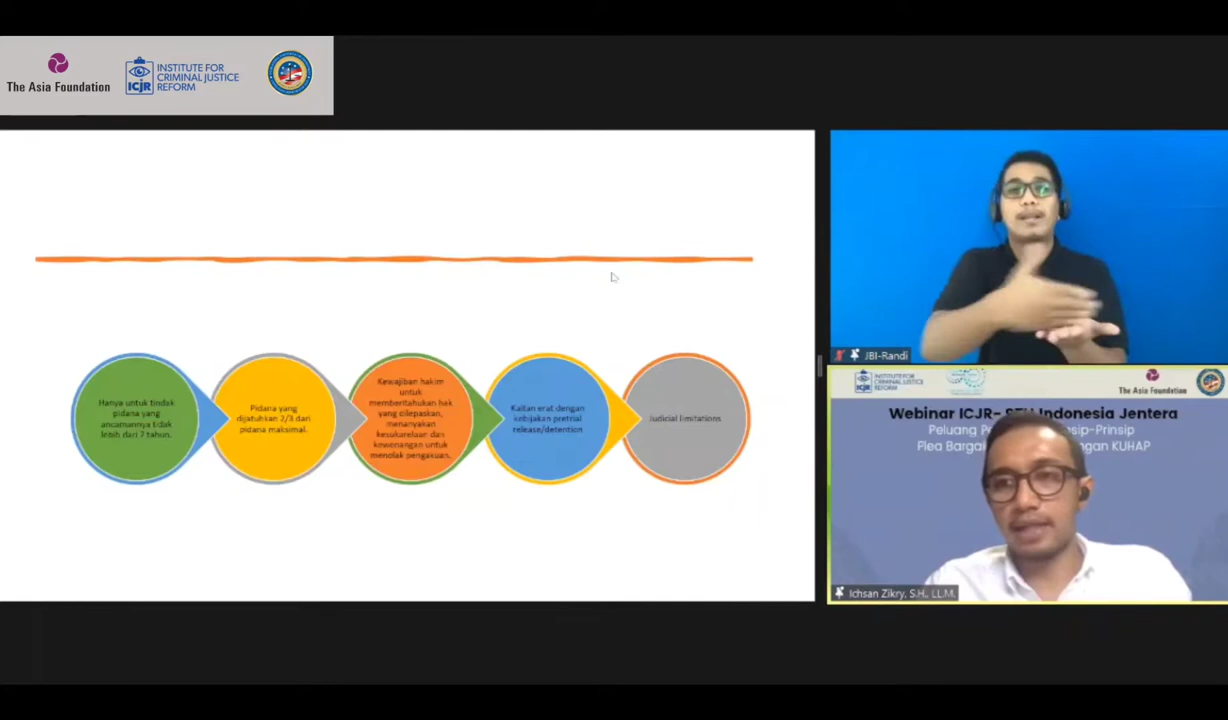 The Asia Foundation
ICJR
INSTITUTE FOR
CRIMINAL JUSTICE
REFORM
Hanya untuk tindak
pidana yang
ancamannya tidak
lebih dari 7 tahun.
Pidana yang
dijatuhkan 2/3 dari
pidana maksimal.
Kewajiban hakim
untuk
memberitahukan hak
yang dilepaskan,
menanyakan
kesukarelaan dan
kewenangan untuk
menolak pengakuan.
Kaitan erat dengan
kebijakan pretrial
release/detention
Judicial limitations
JBI-Randi
INSTITUTE FOR
CRIMINAL JUSTICE
REFORM
The Asia Foundation
Webinar ICJR- Indonesia Jentera
Peluang
Plea KUHAP
Ichsan Zikry, S.H., LL.M.